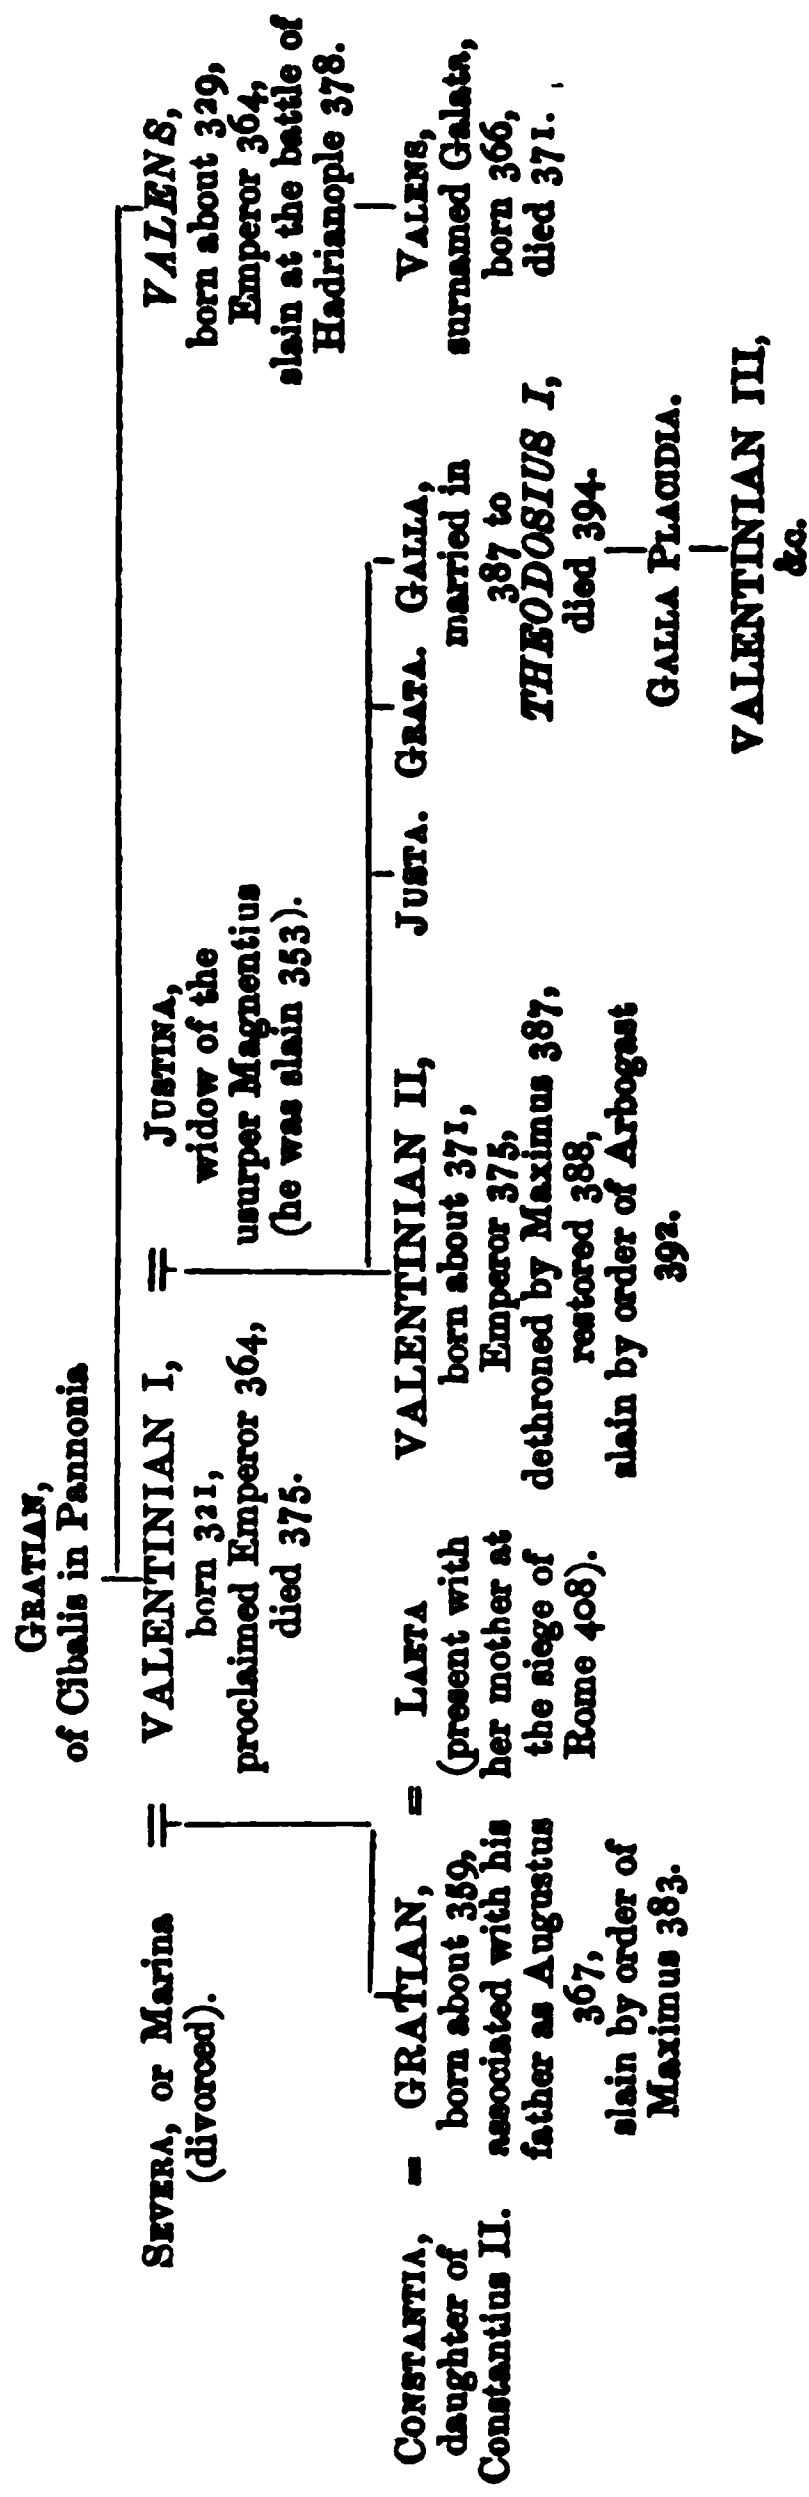 GRATIAN,
of Cibalis in Pannonia
SEVERA, or Marina
(divorced).
=
VALENTINIAN I,
born 321,
proclaimed Emperor 364,
died 375.
=
JUSTINA,
widow of the
usurper Magnentius
(he was slain 353).
VALENS,
born about 329,
Emperor 364,
slain at the battle of
Hadrianople 378.
CONSTANTIA,
daughter of
Constantius II.
=
GRATIAN,
born about 359,
associated with his
father as Augustus
367,
slain by order of
Maximus 383.
=
LAETA
(present with
her mother at
the siege of
Rome 408).
VALENTINIAN II,
born about 371,
Emperor 375,
dethroned by Maximus 387,
restored 388,
slain by order of Arbogast
392.
JUSTA.
GRATA.
GALLA,
married in
387 to
THEODOSIUS I,
died 394.
GALLA PLACIDIA.
VALENTINIAN III,
&c.
VALENS,
surnamed Galates,
born 366,
died 371.